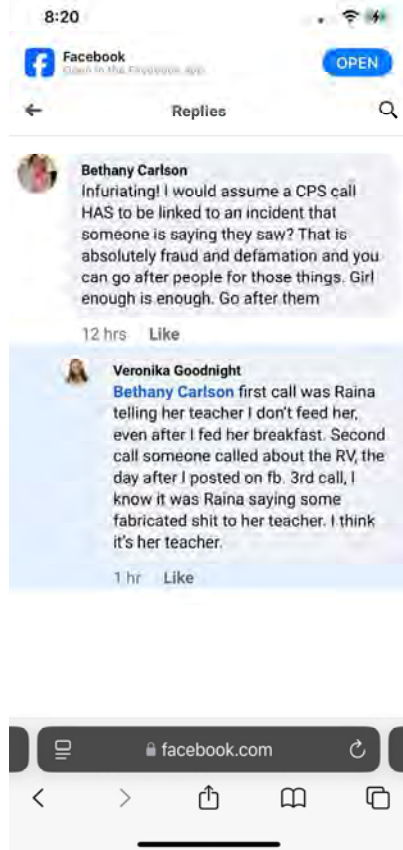 8:20
Facebook
Open in the Facebook app
OPEN
Replies
Bethany Carlson
Infuriating! I would assume a CPS call
HAS to be linked to an incident that
someone is saying they saw? That is
absolutely fraud and defamation and you
can go after people for those things. Girl
enough is enough. Go after them
12 hrs Like
Veronika Goodnight
Bethany Carlson first call was Raina
telling her teacher I don't feed her,
even after I fed her breakfast. Second
call someone called about the RV, the
day after I posted on fb. 3rd call, I
know it was Raina saying some
fabricated shit to her teacher. I think
it's her teacher.
1 hr Like
facebook.com